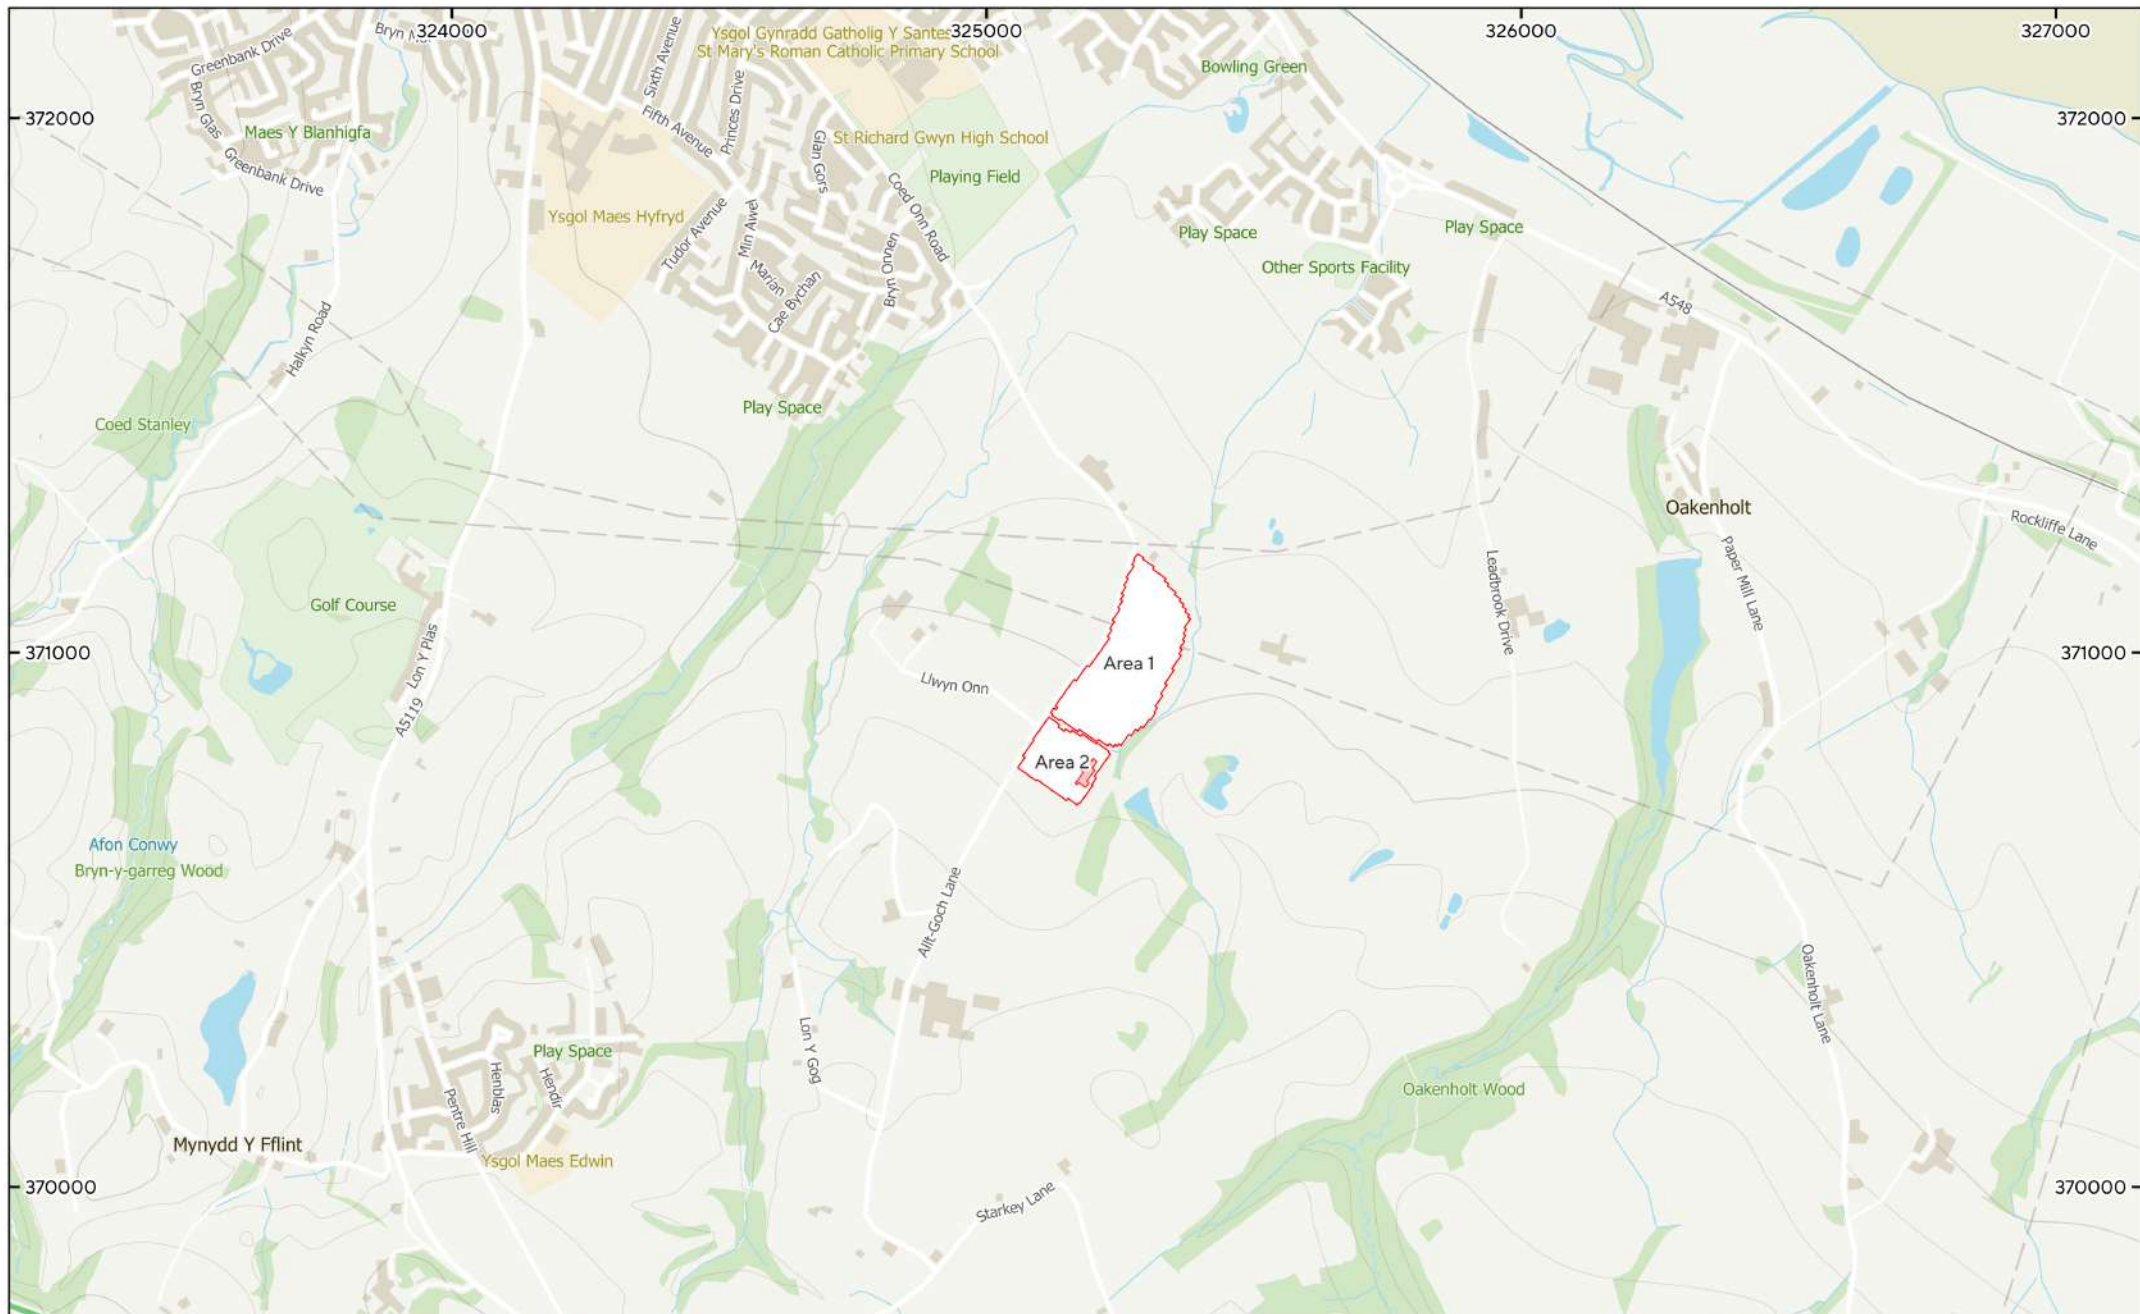 324000
325000
326000
327000
Greenbank Drive
Sixth Avenue
Ysgol Gynradd Gatholig Y Santes
St Mary's Roman Catholic Primary School
Bowling Green
Bryn Glas
372000
Maes Y Blanhigfa
Fifth Avenue
Princes Drive
Glan Gors
St Richard Gwyn High School
372000
Greenbank Drive
Coed Onn Road
Playing Field
Ysgol Maes Hyfryd
Tudor Avenue
Min Awel
Marian
Cae Bychan
Bryn Onnen
Play Space
Play Space
Other Sports Facility
A548
Halkyn Road
Coed Stanley
Play Space
Oakenholt
Rockliffe Lane
Paper Mill Lane
Leadbrook Drive
Golf Course
371000
Lon Y Plas
A5119
Llwyn Onn
Area 1
371000
Area 2
Afon Conwy
Bryn-y-garreg Wood
Allt-Goch Lane
Oakenholt Lane
Lon Y Gog
Play Space
Henblas
Hendir
Pentre Hill
Oakenholt Wood
Mynydd Y Fflint
Ysgol Maes Edwin
370000
Starkey Lane
370000